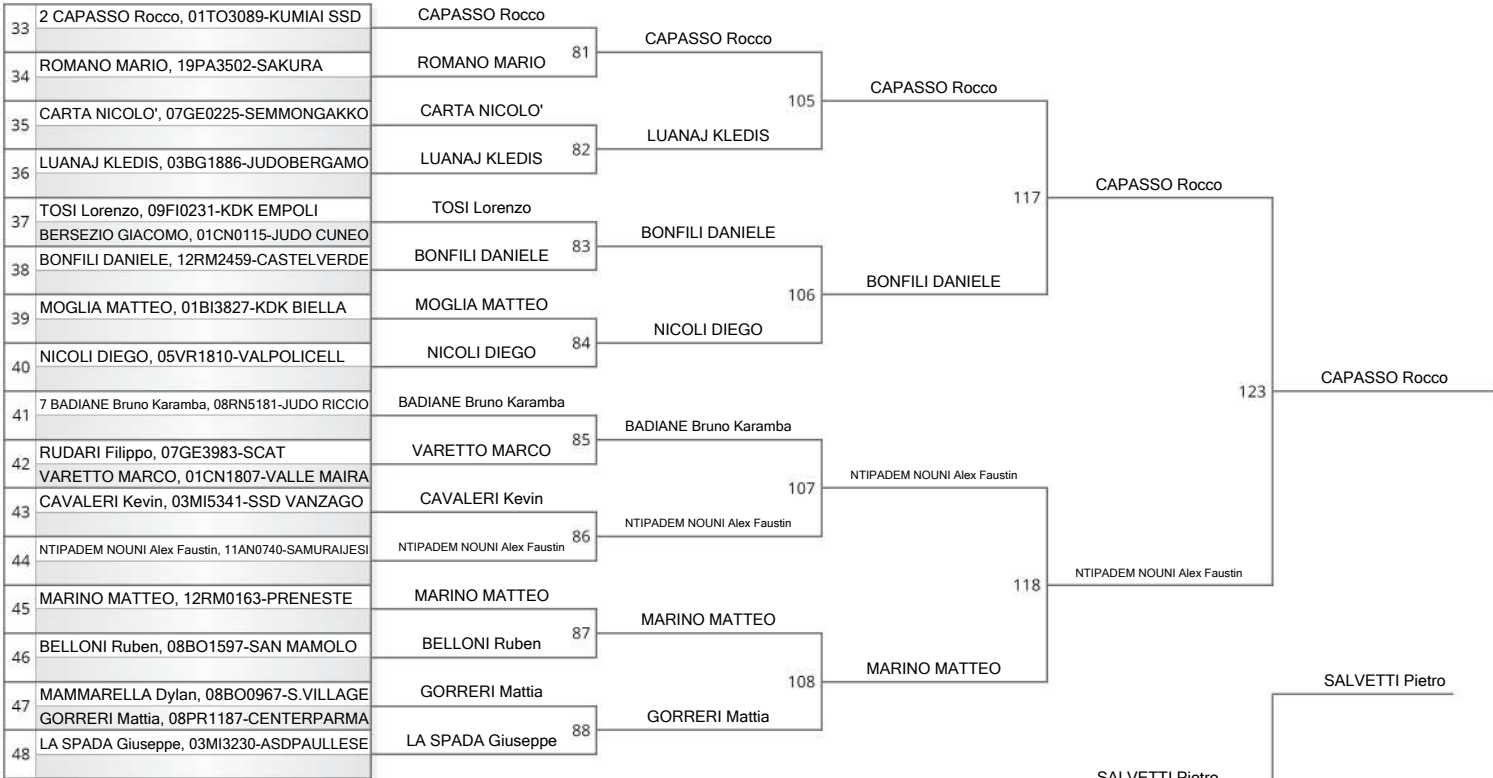 33
2 CAPASSO Rocco, 01TO3089-KUMIAI SSD
34
ROMANO MARIO, 19PA3502-SAKURA
35
CARTA NICOLO', 07GE0225-SEMMONGAKKO
36
LUANAJ KLEDIS, 03BG1886-JUDOBERGAMO
37
TOSI Lorenzo, 09FI0231-KDK EMPOLI
BERSEZIO GIACOMO, 01CN0115-JUDO CUNEO
38
BONFILI DANIELE, 12RM2459-CASTELVERDE
39
MOGLIA MATTEO, 01BI3827-KDK BIELLA
40
NICOLI DIEGO, 05VR1810-VALPOLICELL
41
7 BADIANE Bruno Karamba, 08RN5181-JUDO RICCIO
42
RUDARI Filippo, 07GE3983-SCAT
VARETTO MARCO, 01CN1807-VALLE MAIRA
43
CAVALERI Kevin, 03MI5341-SSD VANZAGO
44
NTIPADEM NOUNI Alex Faustin, 11AN0740-SAMURAIJESI
45
MARINO MATTEO, 12RM0163-PRENESTE
46
BELLONI Ruben, 08BO1597-SAN MAMOLO
47
MAMMARELLA Dylan, 08BO0967-S.VILLAGE
GORRERI Mattia, 08PR1187-CENTERPARMA
48
LA SPADA Giuseppe, 03MI3230-ASDPAULLESE
CAPASSO Rocco
81
ROMANO MARIO
CARTA NICOLO'
82
LUANAJ KLEDIS
TOSI Lorenzo
83
BONFILI DANIELE
MOGLIA MATTEO
84
NICOLI DIEGO
BADIANE Bruno Karamba
85
VARETTO MARCO
CAVALERI Kevin
86
NTIPADEM NOUNI Alex Faustin
MARINO MATTEO
87
BELLONI Ruben
GORRERI Mattia
88
LA SPADA Giuseppe
CAPASSO Rocco
105
LUANAJ KLEDIS
BONFILI DANIELE
106
NICOLI DIEGO
BADIANE Bruno Karamba
107
NTIPADEM NOUNI Alex Faustin
MARINO MATTEO
108
GORRERI Mattia
CAPASSO Rocco
117
BONFILI DANIELE
NTIPADEM NOUNI Alex Faustin
118
MARINO MATTEO
CAPASSO Rocco
123
NTIPADEM NOUNI Alex Faustin
CAPASSO Rocco
SALVETTI Pietro
SALVETTI Pietro